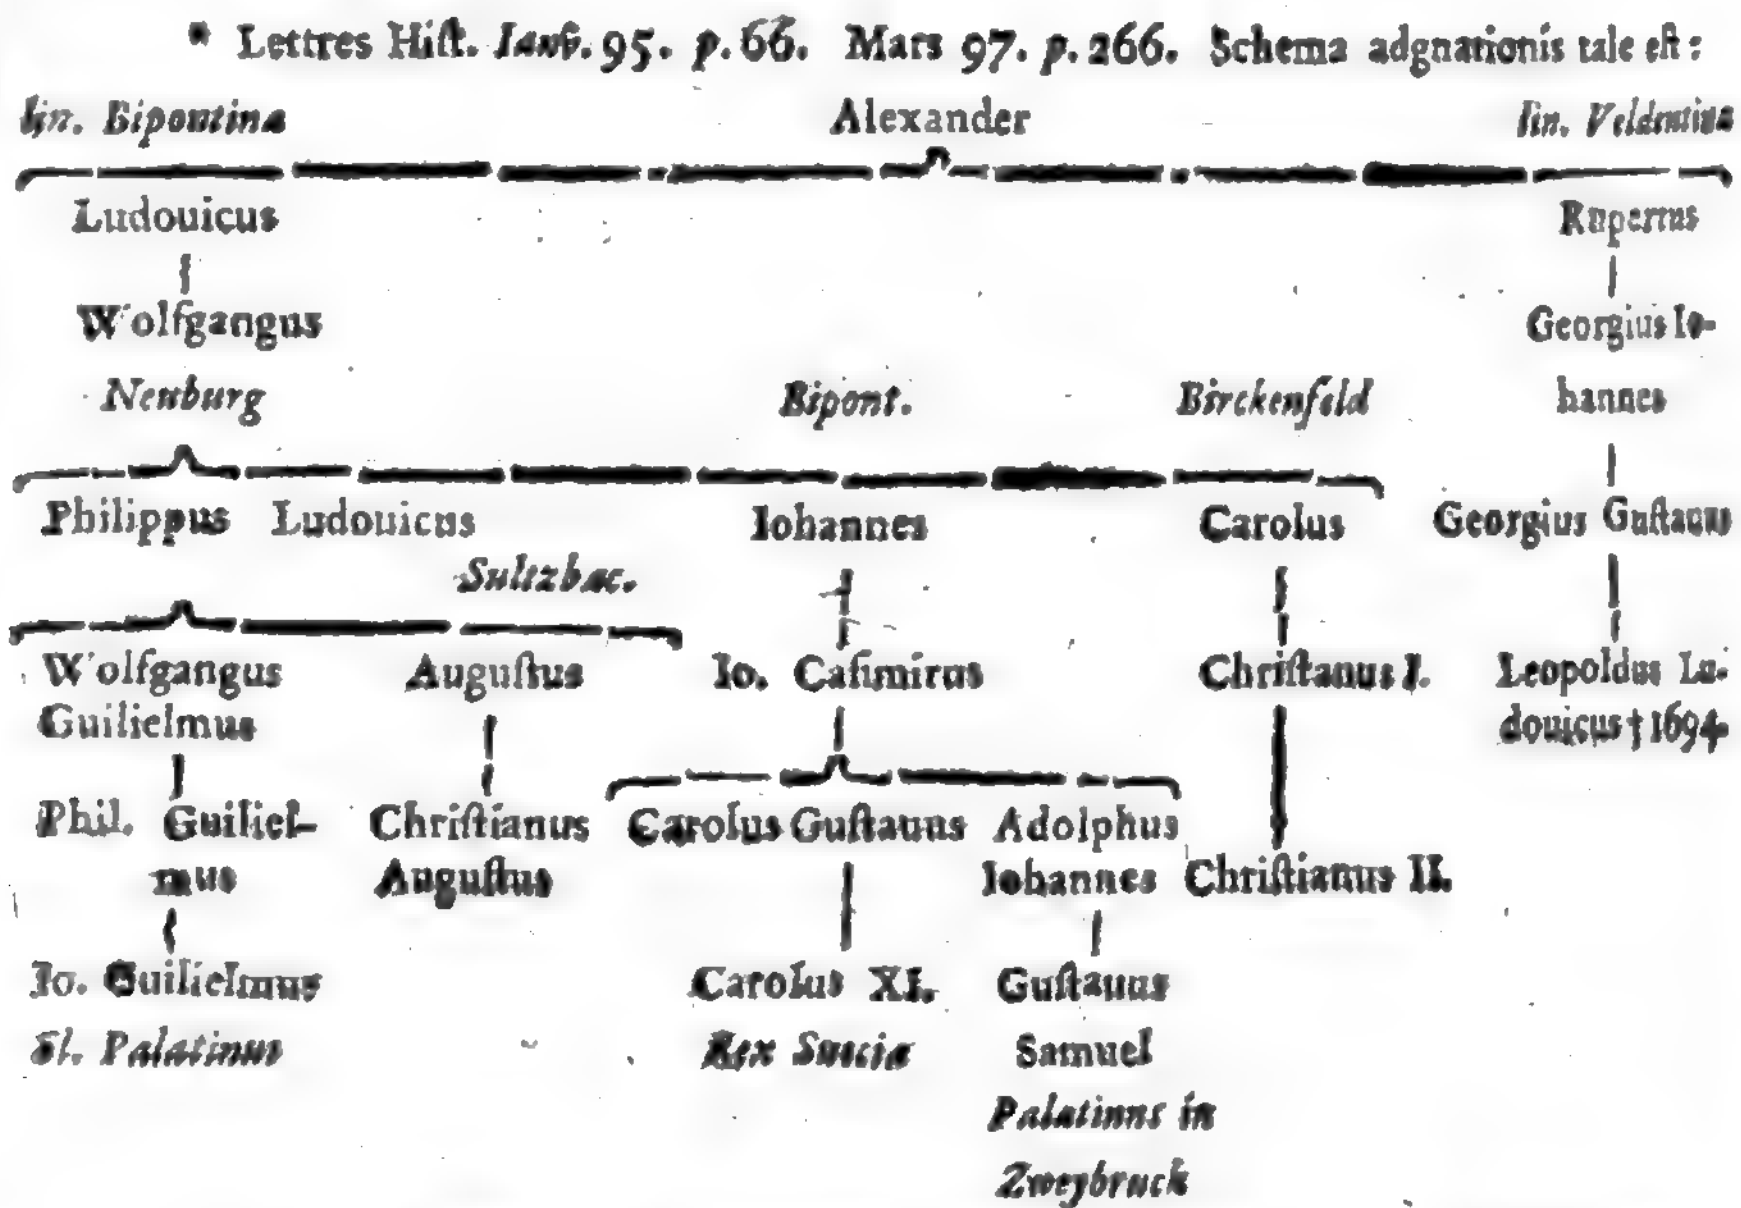 * Lettres Hiſt. Ianv. 95. p. 66. Mars 97. p. 266. Schema adgnationis tale eſt:
lin. Bipontina Alexander lin. Veldentina
Ludouicus Rupertus
Wolfgangus Georgius Io-
Neuburg Bipont. Birckenfeld hannes
Philippus Ludouicus Iohannes Carolus Georgius Guſtauus
Sultzbac.
Wolfgangus Auguſtus Io. Caſimirus Chriſtanus I. Leopoldus Lu-
Guilielmus douicus † 1694.
Phil. Guiliel- Chriſtianus Carolus Guſtauus Adolphus
mus Auguſtus Iohannes Chriſtianus II.
Io. Guilielmus Carolus XI. Guſtauus
El. Palatinus Rex Sueciæ Samuel
Palatinus in
Zweybruck